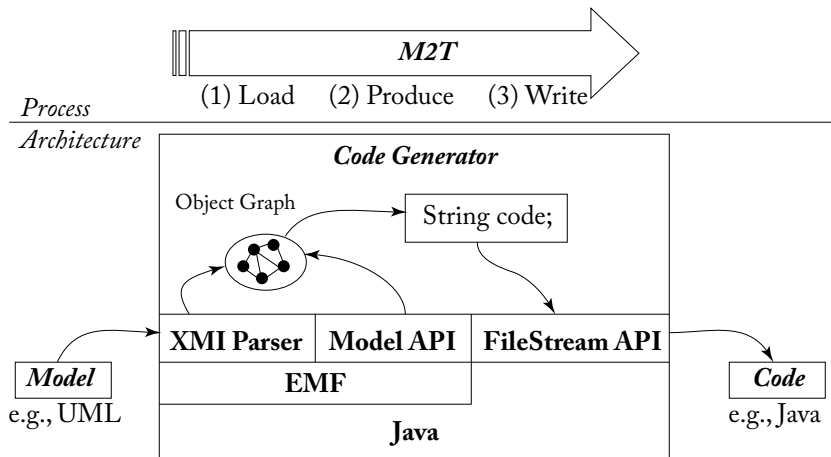 M2T
(1) Load (2) Produce (3) Write
Process
Architecture
Code Generator
Object Graph
String code;
XMI Parser Model API FileStream API
Model
EMF
Code
e.g., UML
e.g., Java
Java